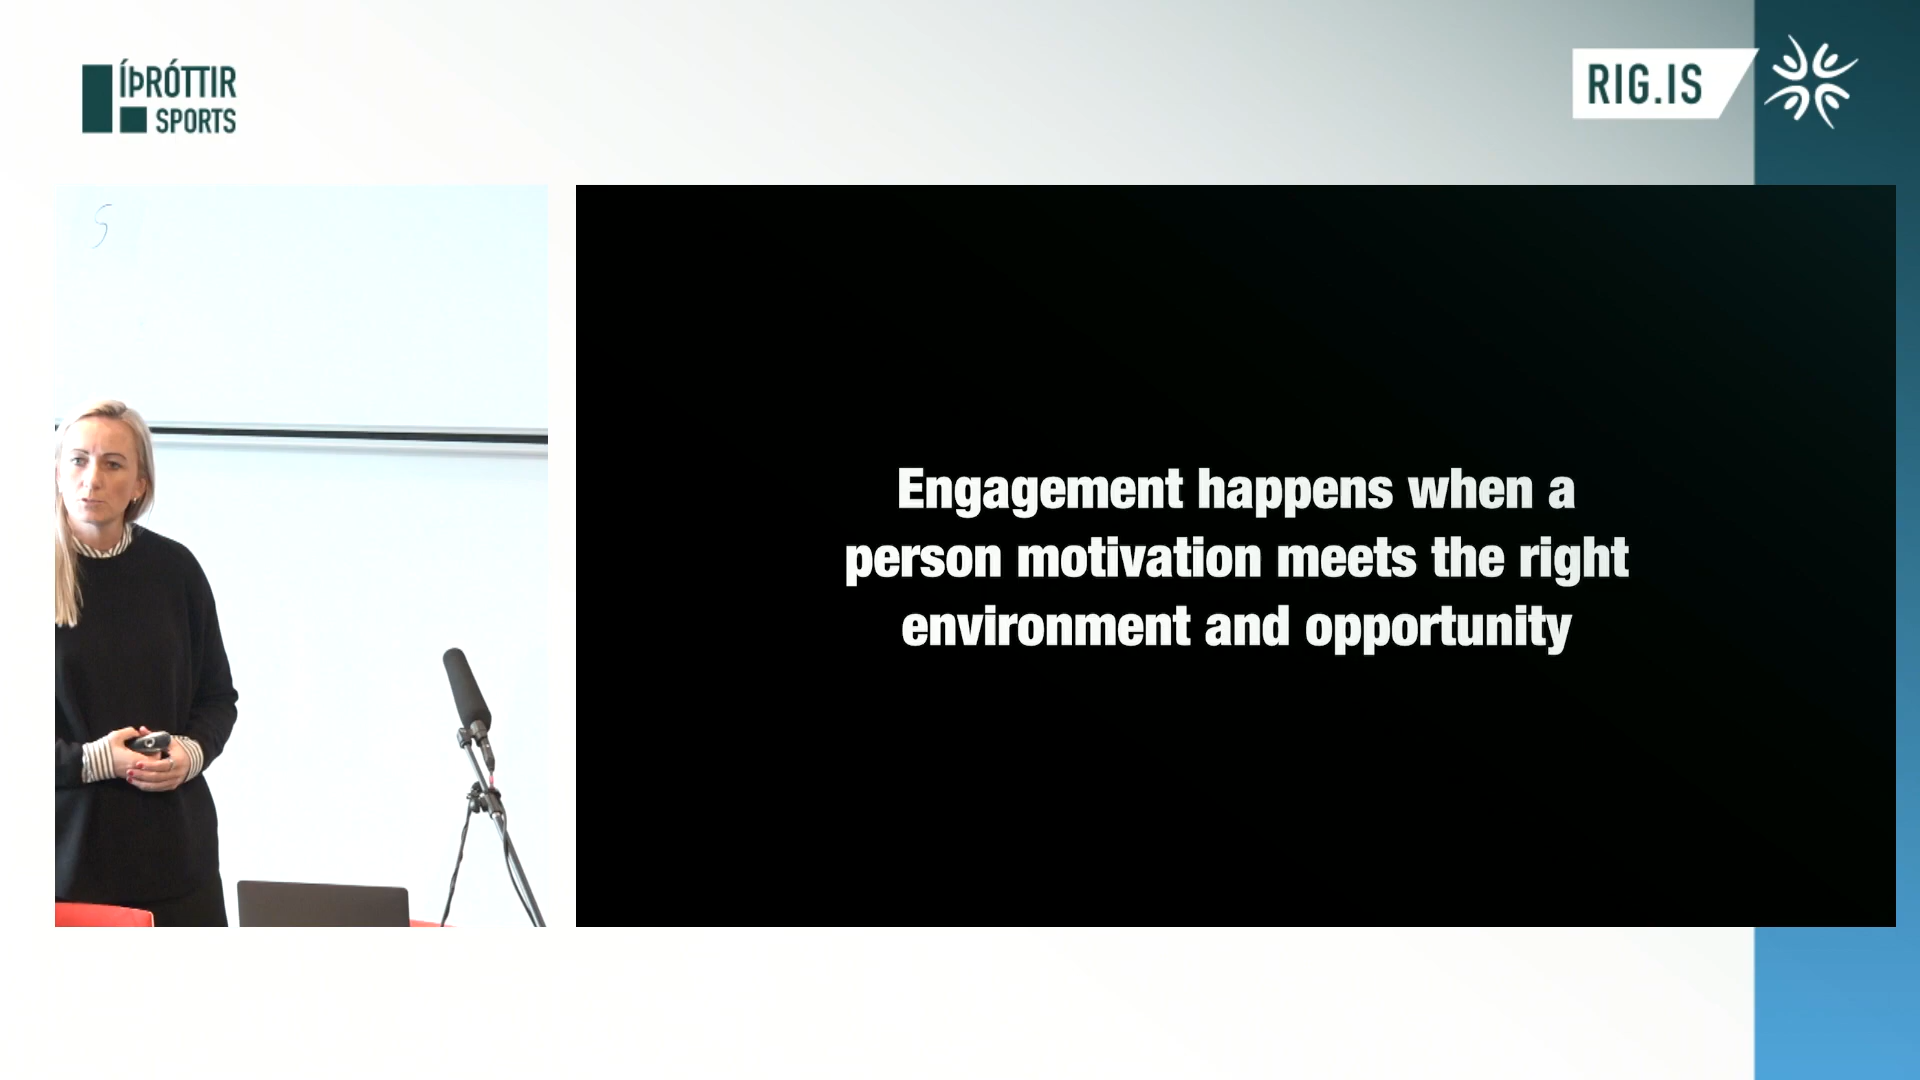 ÍÞRÓTTIR
SPORTS
RIG.IS
S
Engagement happens when a
person motivation meets the right
environment and opportunity